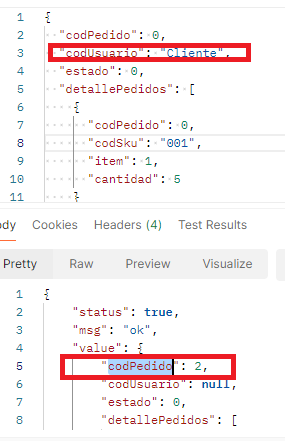 1 {
2 "codPedido": 0,
3 "codUsuario": "Cliente",
4 "estado": 0,
5 "detallePedidos": [
6 {
7 "codPedido": 0,
8 "codSku": "001",
9 "item": 1,
10 "cantidad": 5
11 }
ody Cookies Headers (4) Test Results
Pretty Raw Preview Visualize
1 {
2 "status": true,
3 "msg": "ok",
4 "value": {
5 "codPedido": 2,
6 "codUsuario": null,
7 "estado": 0,
8 "detallePedidos": [